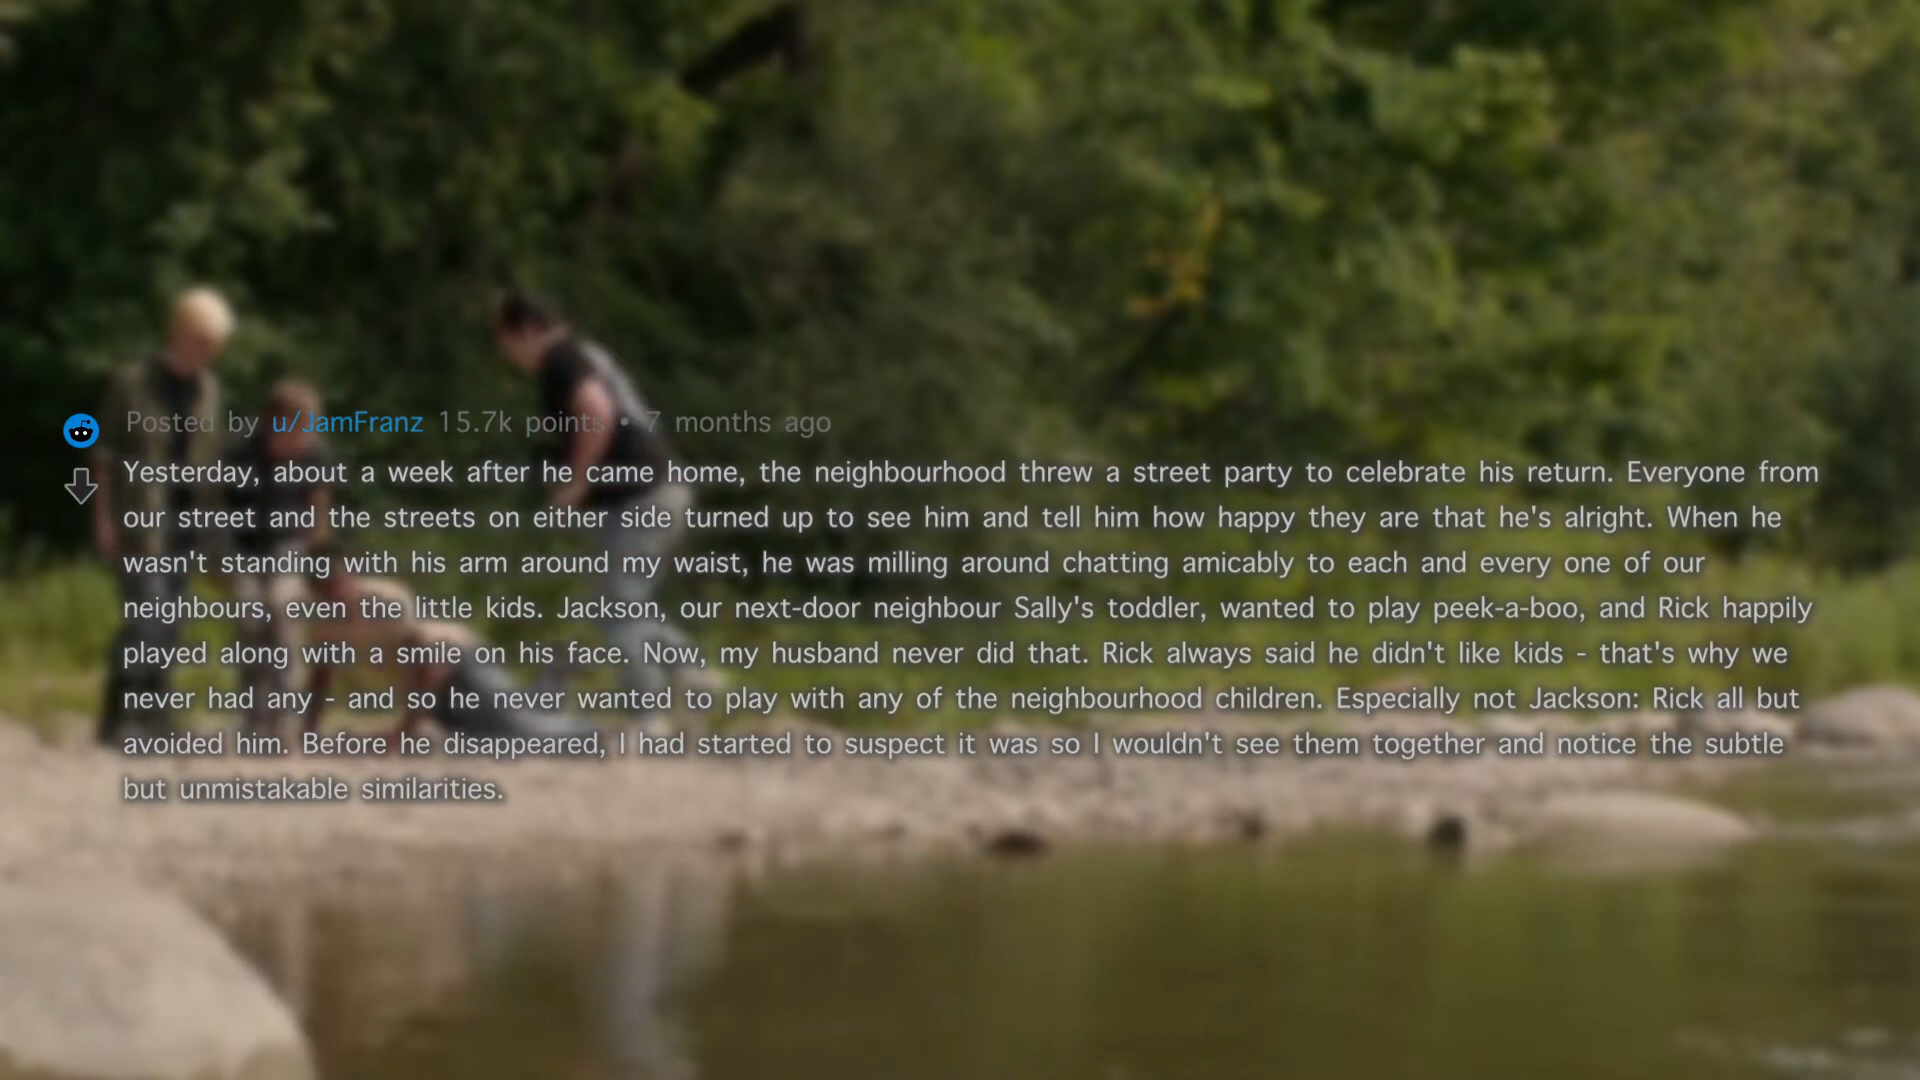 Posted by u/JamFranz 15.7k points • 7 months ago
Yesterday, about a week after he came home, the neighbourhood threw a street party to celebrate his return. Everyone from
our street and the streets on either side turned up to see him and tell him how happy they are that he's alright. When he
wasn't standing with his arm around my waist, he was milling around chatting amicably to each and every one of our
neighbours, even the little kids. Jackson, our next-door neighbour Sally's toddler, wanted to play peek-a-boo, and Rick happily
played along with a smile on his face. Now, my husband never did that. Rick always said he didn't like kids - that's why we
never had any - and so he never wanted to play with any of the neighbourhood children. Especially not Jackson: Rick all but
avoided him. Before he disappeared, I had started to suspect it was so I wouldn't see them together and notice the subtle
but unmistakable similarities.